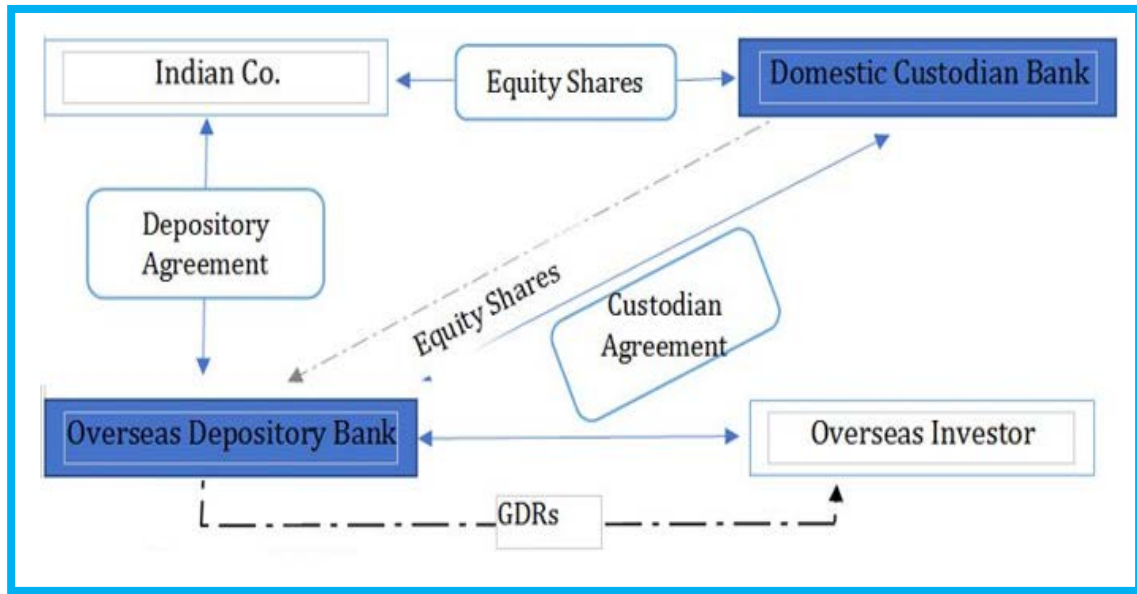 Indian Co.
Equity Shares
Domestic Custodian Bank
Depository
Agreement
Equity Shares
Custodian
Agreement
Overseas Depository Bank
Overseas Investor
GDRs